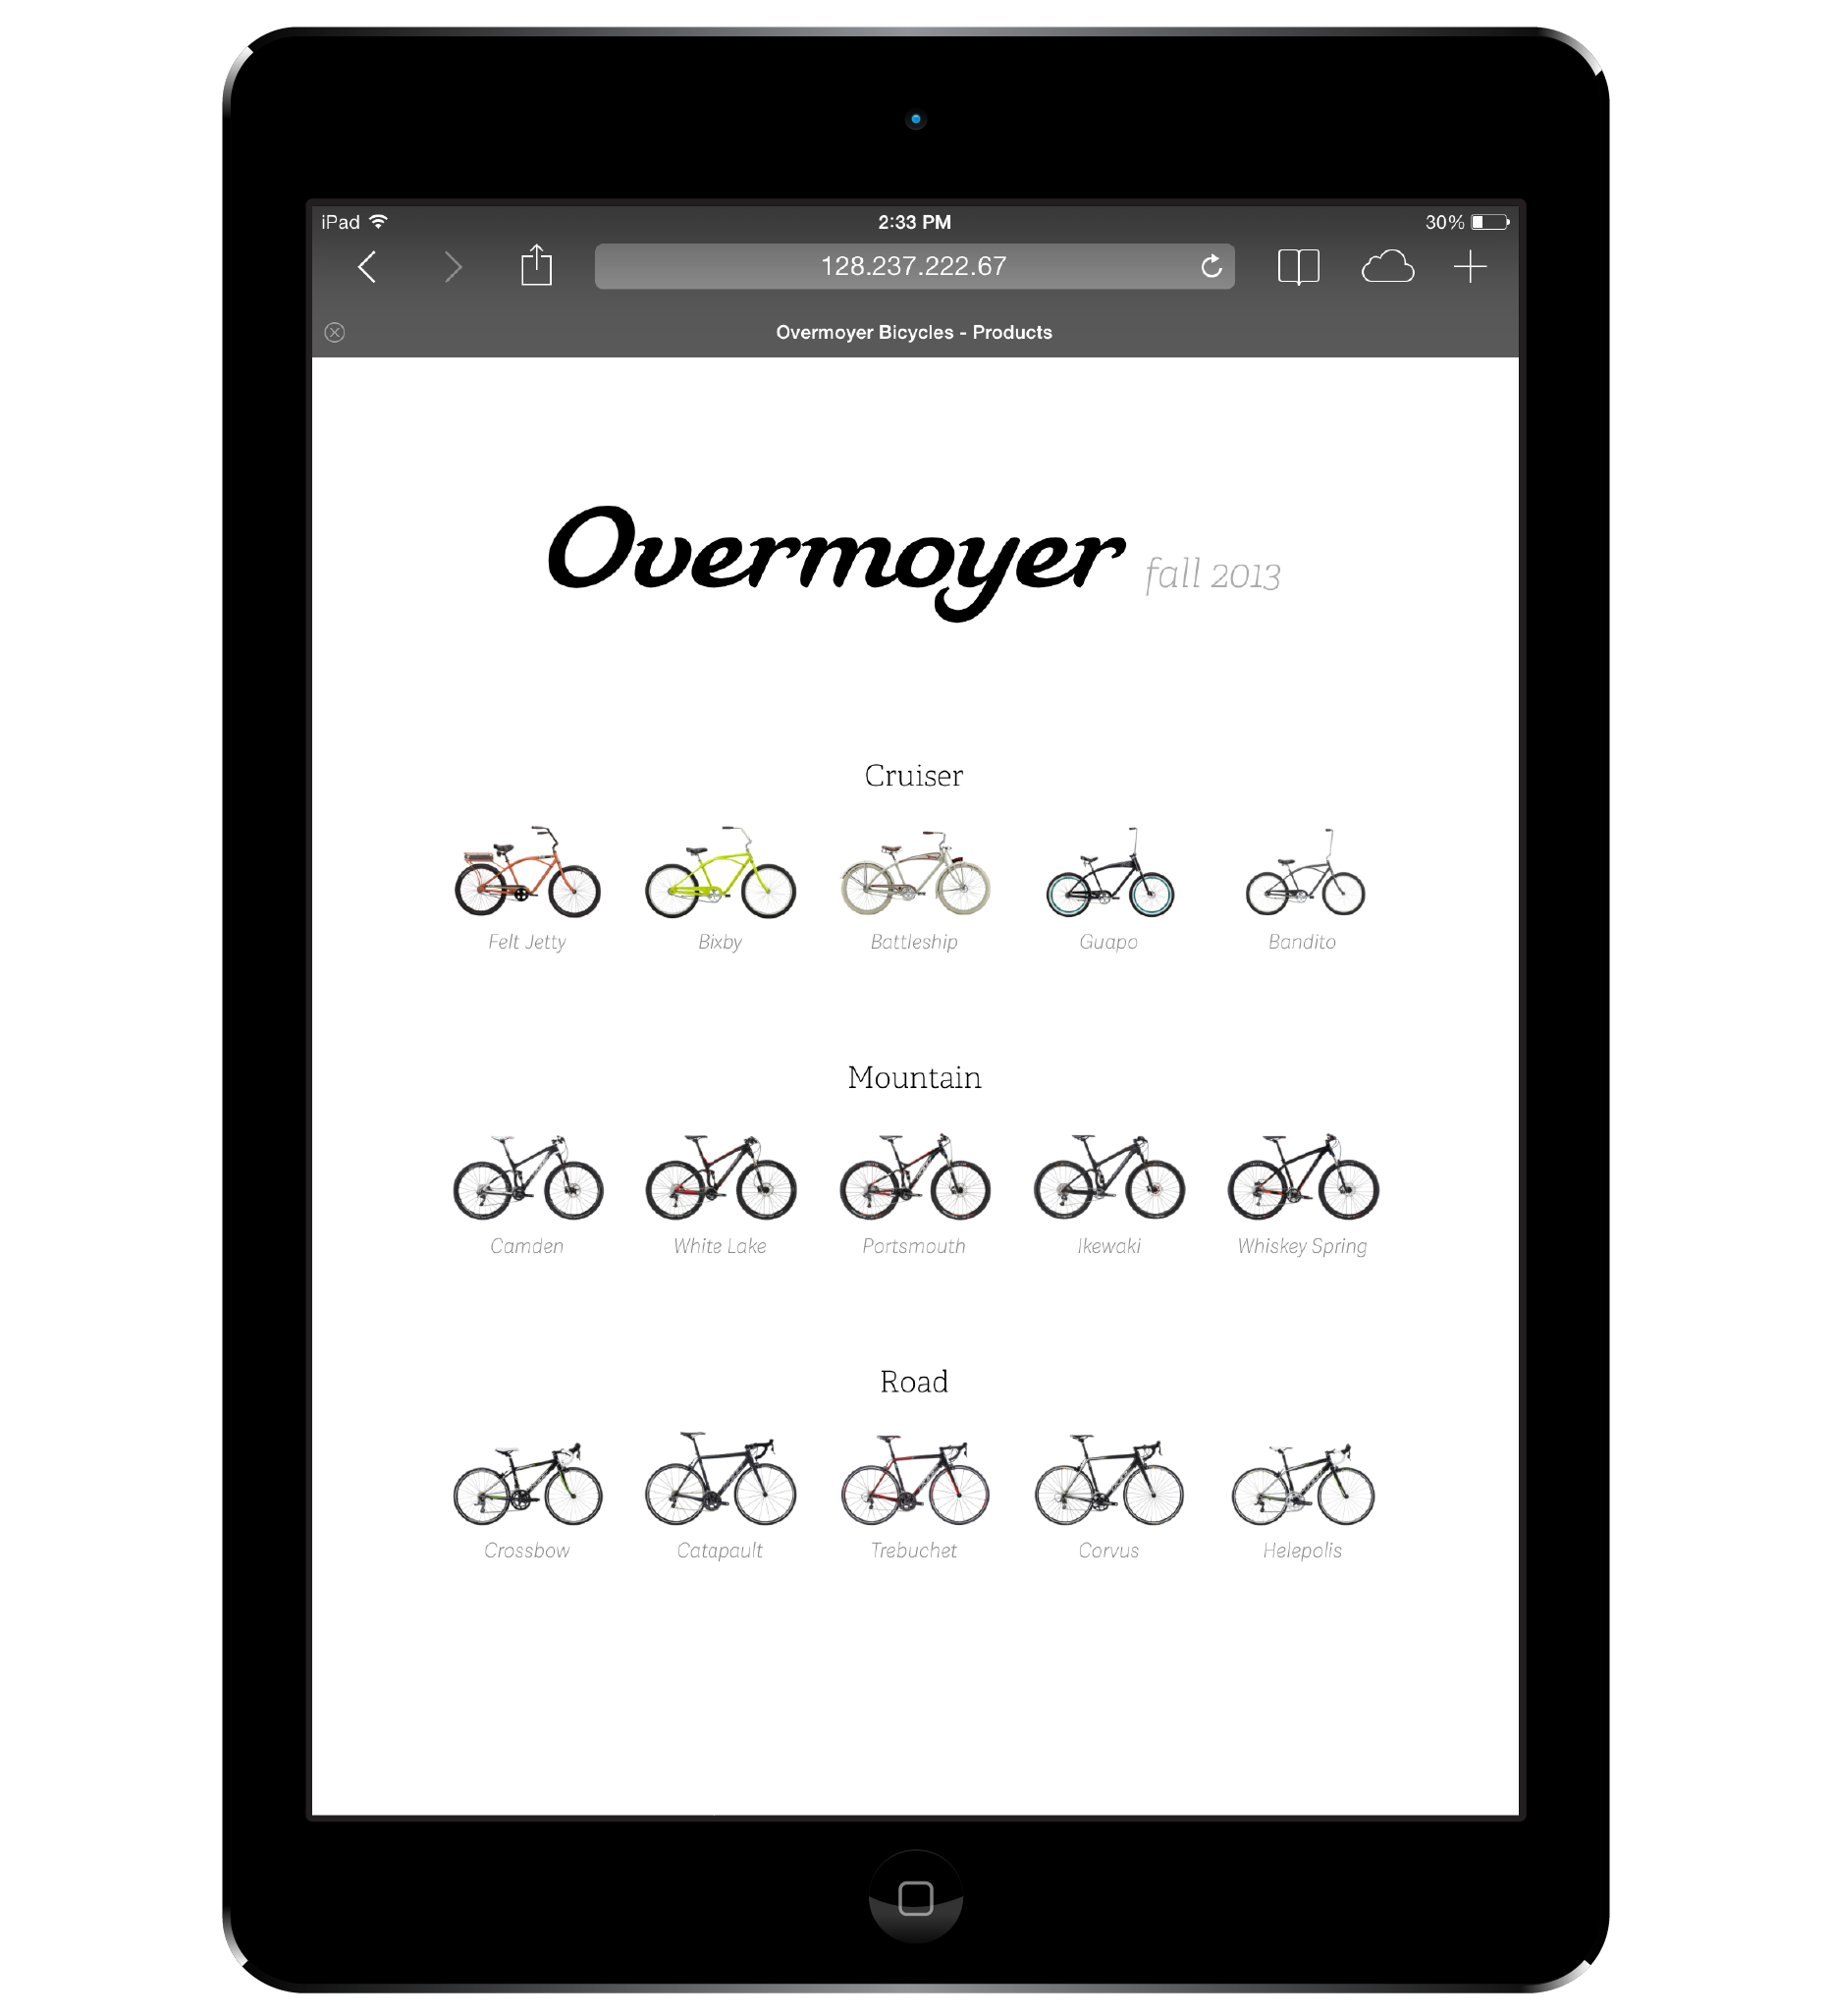 iPad 2:33 PM 30%
128.237.222.67
Overmoyer Bicycles - Products
Overmoyer fall 2013
Cruiser
Felt Jetty Bixby Battleship Guapo Bandito
Mountain
Camden White Lake Portsmouth Ikewaki Whiskey Spring
Road
Crossbow Catapault Trebuchet Corvus Helepolis